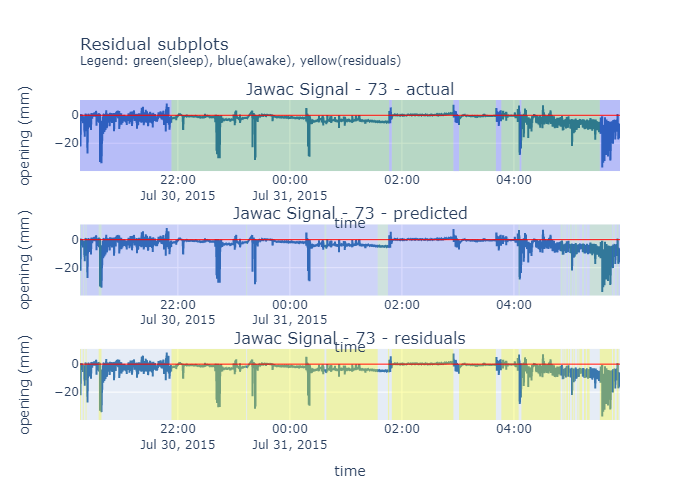 Residual subplots
Legend: green(sleep), blue(awake), yellow(residuals)
Jawac Signal - 73 - actual
opening (mm)
0
−20
22:00
Jul 30, 2015
00:00
Jul 31, 2015
02:00
04:00
time
Jawac Signal - 73 - predicted
opening (mm)
0
−20
22:00
Jul 30, 2015
00:00
Jul 31, 2015
02:00
04:00
time
Jawac Signal - 73 - residuals
opening (mm)
0
−20
22:00
Jul 30, 2015
00:00
Jul 31, 2015
02:00
04:00
time